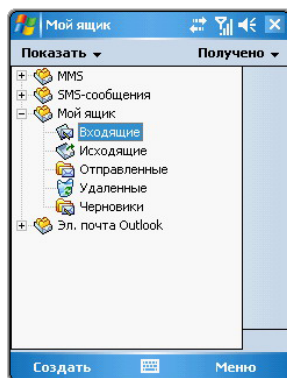 Мой ящик
Показать Получено
MMS
SMS-сообщения
Мой ящик
Входящие
Исходящие
Отправленные
Удаленные
Черновики
Эл. почта Outlook
Создать Меню